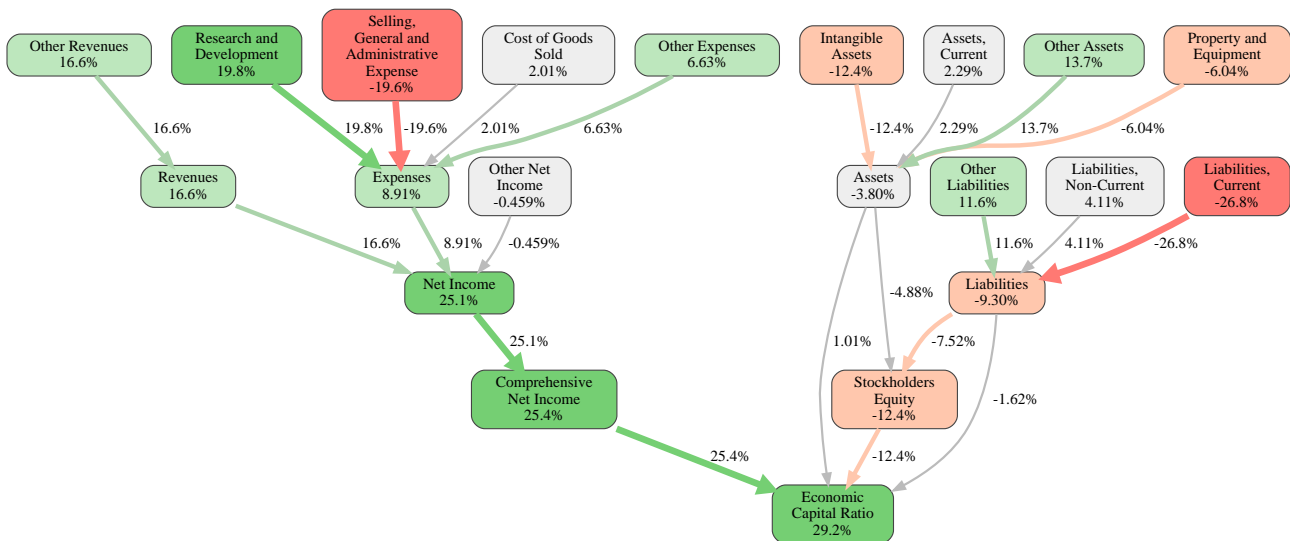 Other Revenues
16.6%
Research and
Development
19.8%
Selling,
General and
Administrative
Expense
-19.6%
Cost of Goods
Sold
2.01%
Other Expenses
6.63%
Intangible
Assets
-12.4%
Assets,
Current
2.29%
Other Assets
13.7%
Property and
Equipment
-6.04%
16.6%
19.8%
-19.6%
2.01%
6.63%
-12.4%
2.29%
13.7%
-6.04%
Revenues
16.6%
Expenses
8.91%
Other Net
Income
-0.459%
Assets
-3.80%
Other
Liabilities
11.6%
Liabilities,
Non-Current
4.11%
Liabilities,
Current
-26.8%
16.6%
8.91%
-0.459%
11.6%
4.11%
-26.8%
Net Income
25.1%
-4.88%
Liabilities
-9.30%
25.1%
1.01%
-7.52%
Comprehensive
Net Income
25.4%
Stockholders
Equity
-12.4%
-1.62%
25.4%
-12.4%
Economic
Capital Ratio
29.2%